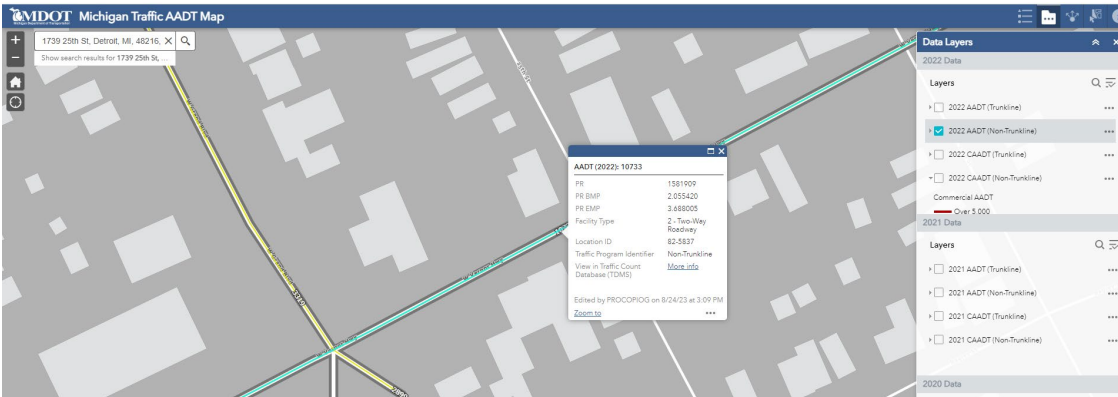 MDOT Michigan Traffic AADT Map
Michigan Department of Transportation
+
1739 25th St, Detroit, MI, 48216,
Show search results for 1739 25th St, ...
−
AADT (2022): 10733
PR 1581909
PR BMP 2.055420
PR EMP 3.688005
Facility Type 2 - Two-Way
Roadway
Location ID 82-5837
Traffic Program Identifier Non-Trunkline
View in Traffic Count More info
Database (TDMS)
Edited by PROCOPIOG on 8/24/23 at 3:09 PM
Zoom to
Data Layers
2022 Data
Layers
2022 AADT (Trunkline)
2022 AADT (Non-Trunkline)
2022 CAADT (Trunkline)
2022 CAADT (Non-Trunkline)
Commercial AADT
Over 5,000
2021 Data
Layers
2021 AADT (Trunkline)
2021 AADT (Non-Trunkline)
2021 CAADT (Trunkline)
2021 CAADT (Non-Trunkline)
2020 Data